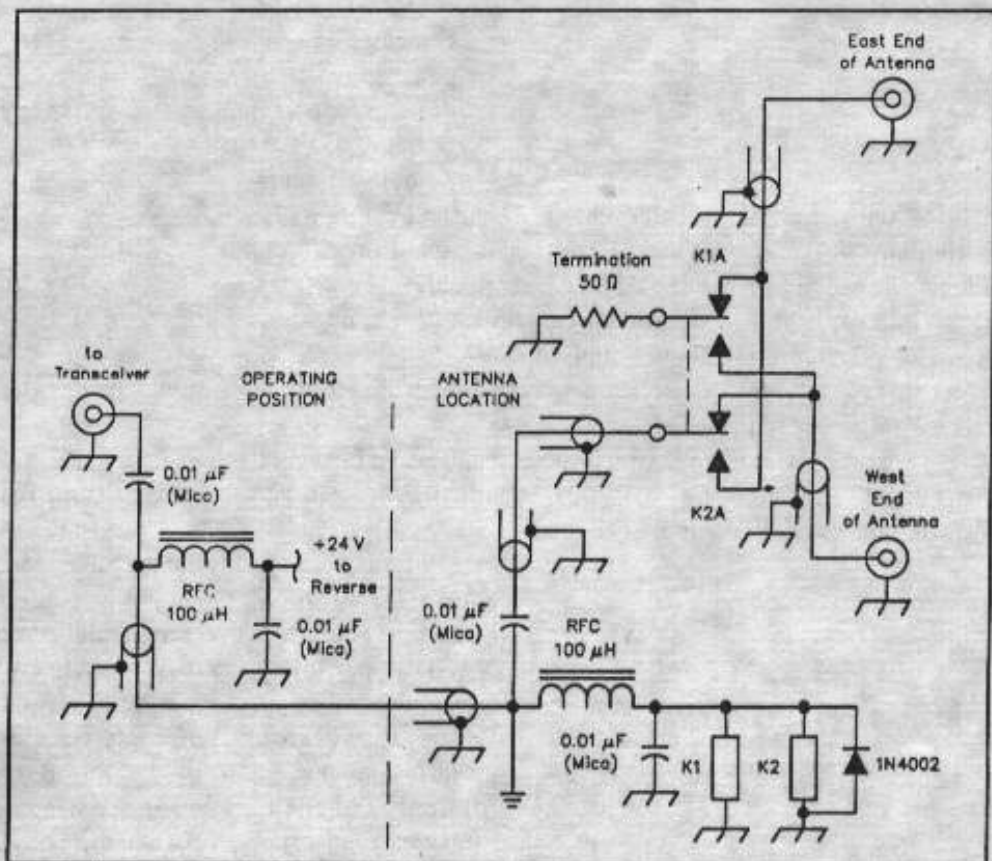 East End
of Antenna
K1A
Termination
50 Ω
to
Transceiver
OPERATING
POSITION
ANTENNA
LOCATION
0.01 µF
(Mica)
K2A
West
End
of Antenna
+24V
to
Reverse
RFC
100 µH
0.01 µF
(Mica)
0.01 µF
(Mica)
RFC
100 µH
0.01 µF
(Mica)
K1
K2
1N4002